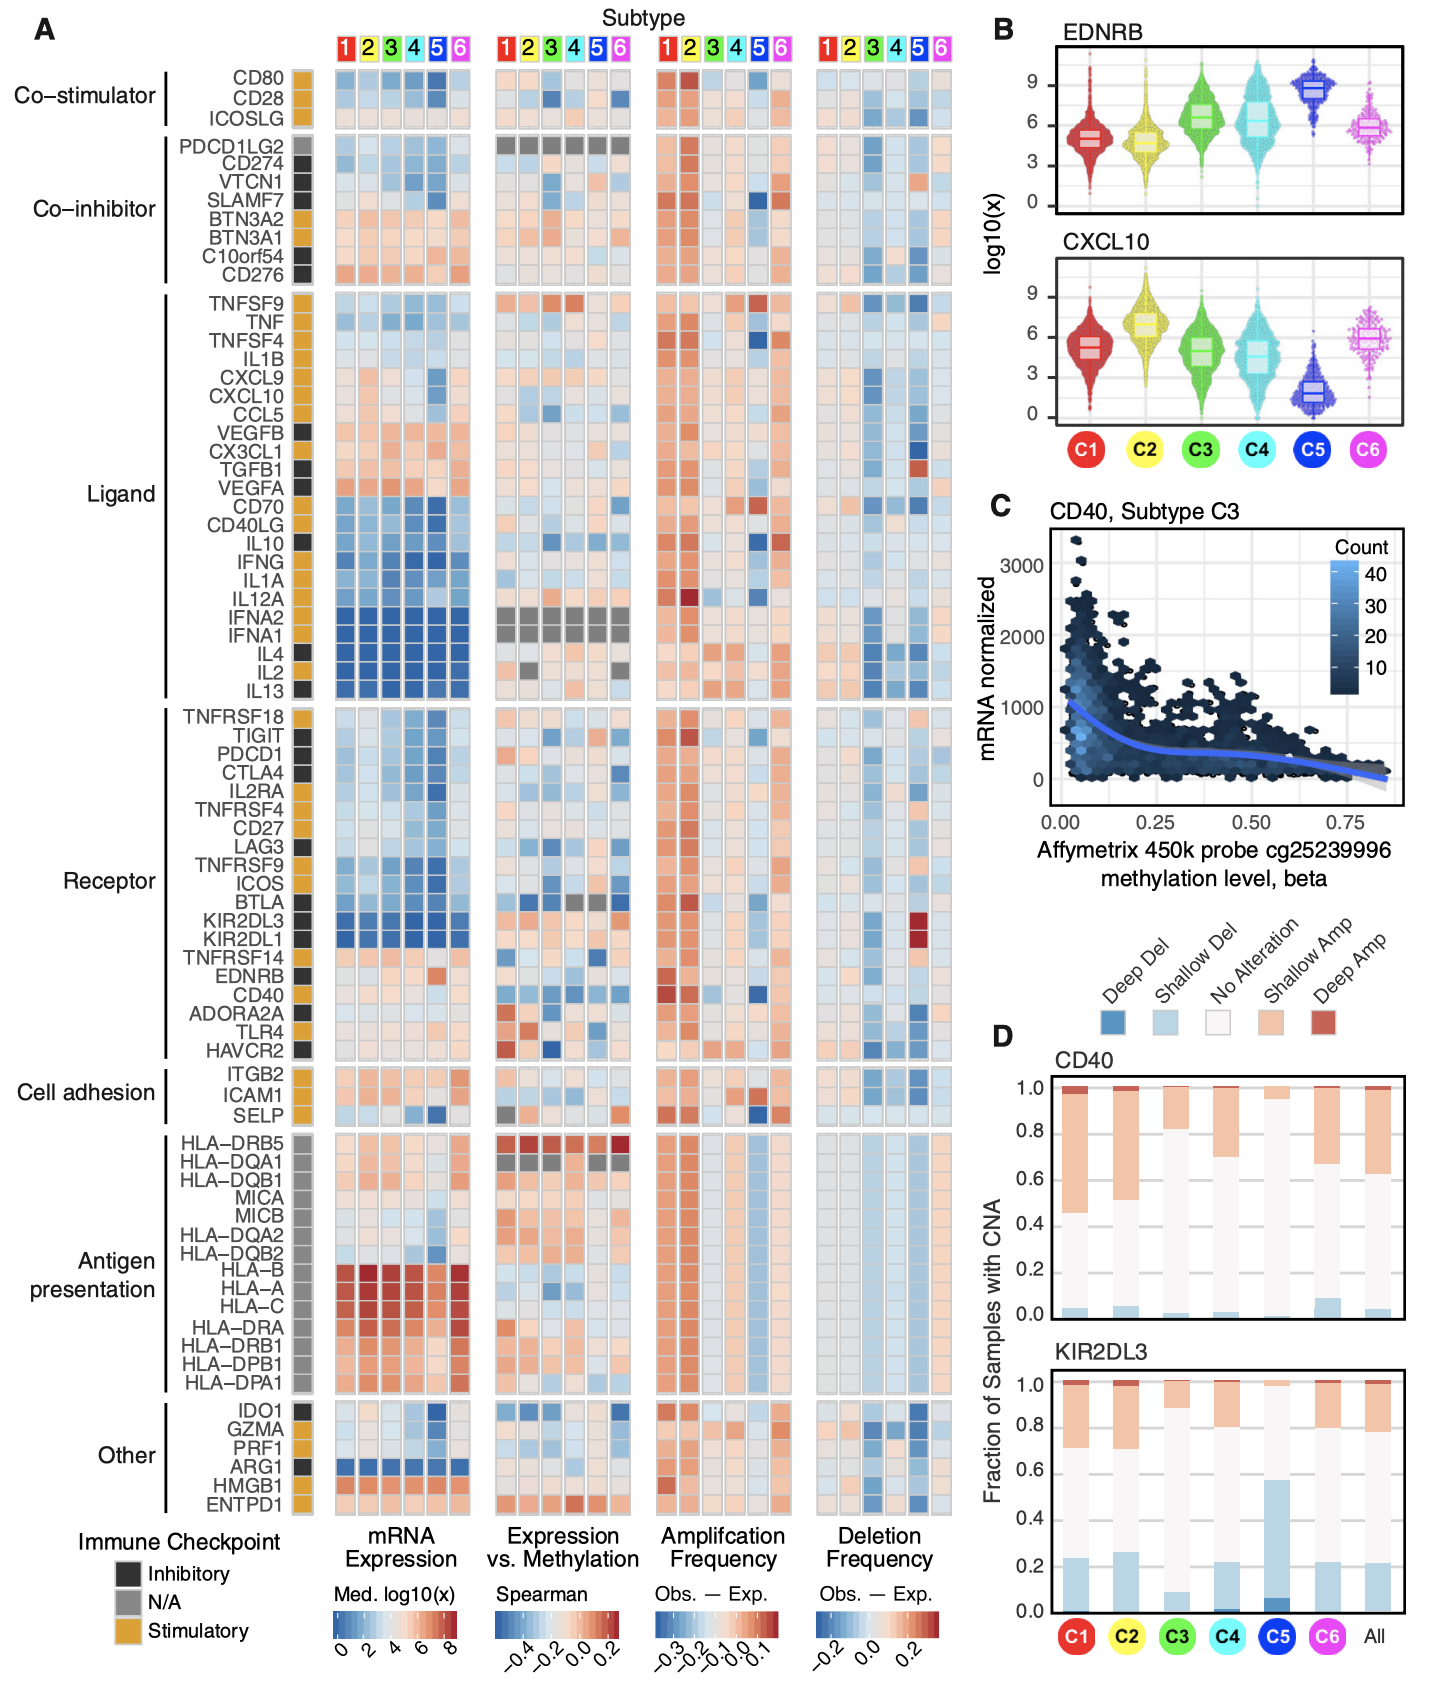 A
Subtype
1 2 3 4 5 6
1 2 3 4 5 6
1 2 3 4 5 6
1 2 3 4 5 6
Co−stimulator
CD80
CD28
ICOSLG
Co−inhibitor
PDCD1LG2
CD274
VTCN1
SLAMF7
BTN3A2
BTN3A1
C10orf54
CD276
Ligand
TNFSF9
TNF
TNFSF4
IL1B
CXCL9
CXCL10
CCL5
VEGFB
CX3CL1
TGFB1
VEGFA
CD70
CD40LG
IL10
IFNG
IL1A
IL12A
IFNA2
IFNA1
IL4
IL2
IL13
Receptor
TNFRSF18
TIGIT
PDCD1
CTLA4
IL2RA
TNFRSF4
CD27
LAG3
TNFRSF9
ICOS
BTLA
KIR2DL3
KIR2DL1
TNFRSF14
EDNRB
CD40
ADORA2A
TLR4
HAVCR2
Cell adhesion
ITGB2
ICAM1
SELP
Antigen
presentation
HLA−DRB5
HLA−DQA1
HLA−DQB1
MICA
MICB
HLA−DQA2
HLA−DQB2
HLA−B
HLA−A
HLA−C
HLA−DRA
HLA−DRB1
HLA−DPB1
HLA−DPA1
Other
IDO1
GZMA
PRF1
ARG1
HMGB1
ENTPD1
Immune Checkpoint
Inhibitory
N/A
Stimulatory
mRNA
Expression
Med. log10(x)
0 2 4 6 8
Expression
vs. Methylation
Spearman
−0.4 −0.2 0.0 0.2
Amplifcation
Frequency
Obs. − Exp.
−0.3 −0.2 −0.1 0.0 0.1
Deletion
Frequency
Obs. − Exp.
−0.2 0.0 0.2
B
EDNRB
9
6
3
0
log10(x)
CXCL10
9
6
3
0
C1 C2 C3 C4 C5 C6
C
CD40, Subtype C3
mRNA normalized
3000
2000
1000
0
Count
40
30
20
10
0.00 0.25 0.50 0.75
Affymetrix 450k probe cg25239996
methylation level, beta
Deep Del
Shallow Del
No Alteration
Shallow Amp
Deep Amp
D
CD40
1.0
0.8
0.6
0.4
0.2
0.0
Fraction of Samples with CNA
KIR2DL3
1.0
0.8
0.6
0.4
0.2
0.0
C1 C2 C3 C4 C5 C6 All